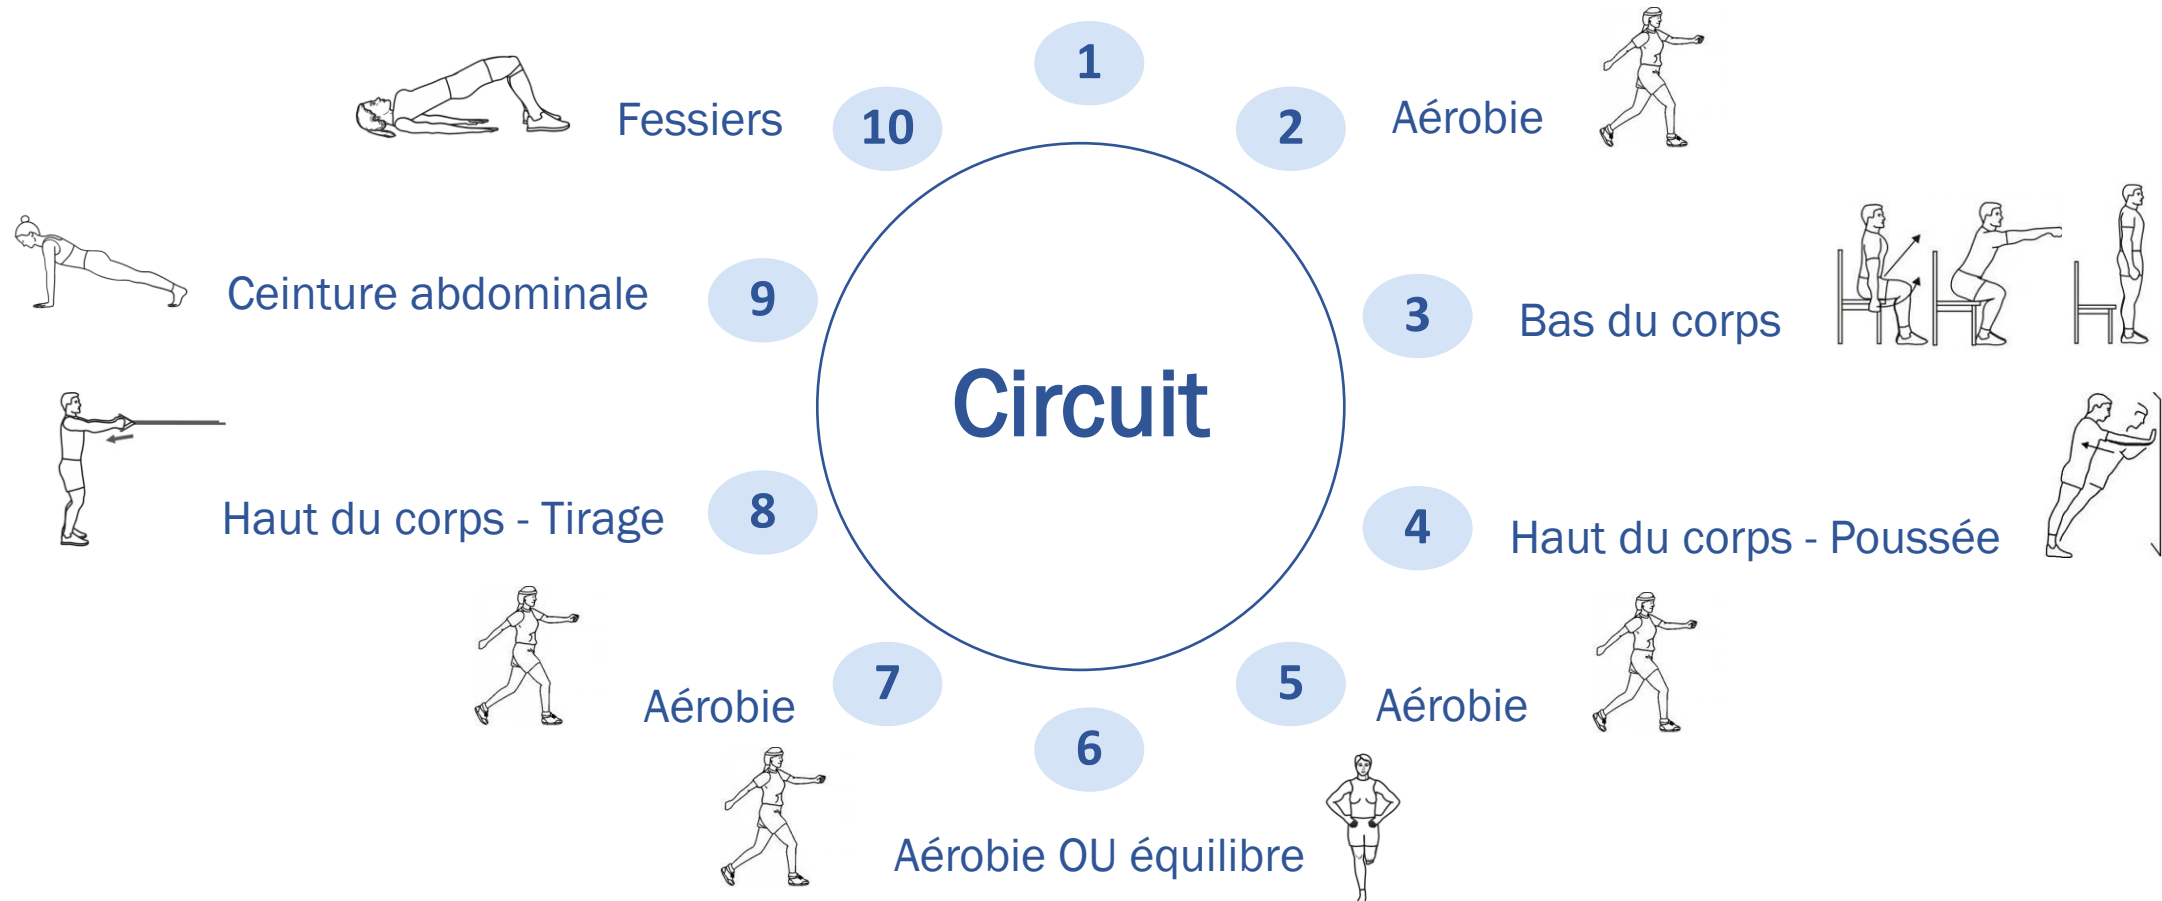 1
2
Aérobie
3
Bas du corps
4
Haut du corps - Poussée
5
Aérobie
6
Aérobie OU équilibre
7
Aérobie
8
Haut du corps - Tirage
9
Ceinture abdominale
10
Fessiers
Circuit